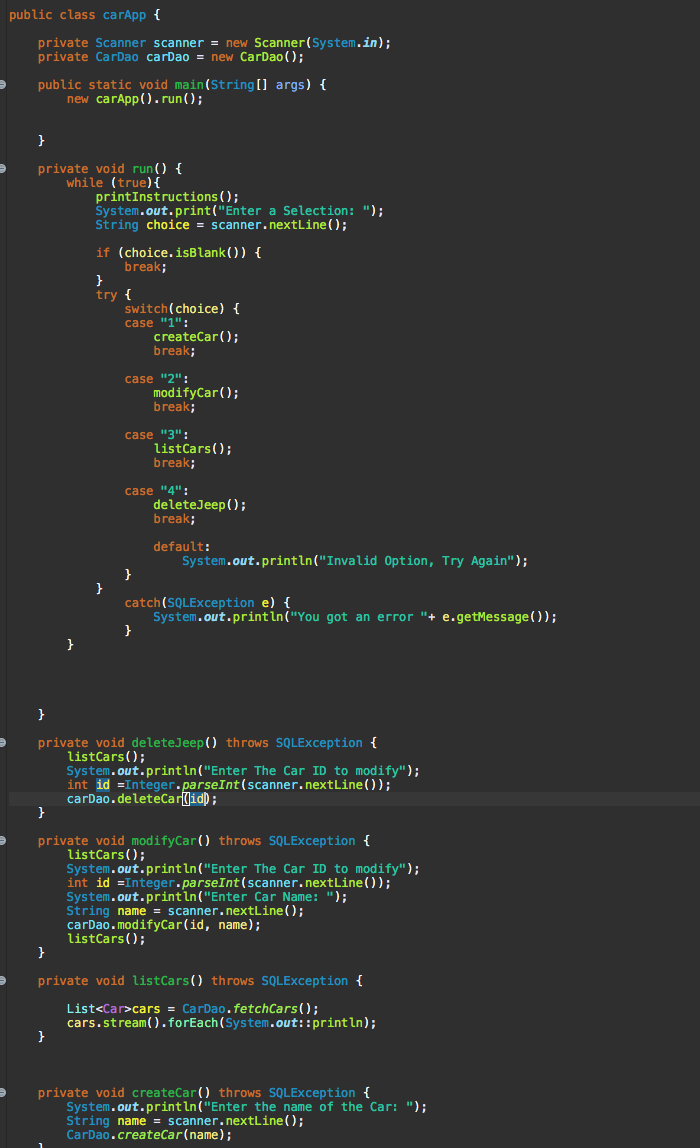 public class carApp {
private Scanner scanner = new Scanner(System.in);
private CarDao carDao = new CarDao();
public static void main(String[] args) {
new carApp().run();
}
private void run() {
while (true){
printInstructions();
System.out.print("Enter a Selection: ");
String choice = scanner.nextLine();
if (choice.isBlank()) {
break;
}
try {
switch(choice) {
case "1":
createCar();
break;
case "2":
modifyCar();
break;
case "3":
listCars();
break;
case "4":
deleteJeep();
break;
default:
System.out.println("Invalid Option, Try Again");
}
}
catch(SQLException e) {
System.out.println("You got an error "+ e.getMessage());
}
}
}
private void deleteJeep() throws SQLException {
listCars();
System.out.println("Enter The Car ID to modify");
int id =Integer.parseInt(scanner.nextLine());
carDao.deleteCar(id);
}
private void modifyCar() throws SQLException {
listCars();
System.out.println("Enter The Car ID to modify");
int id =Integer.parseInt(scanner.nextLine());
System.out.println("Enter Car Name: ");
String name = scanner.nextLine();
carDao.modifyCar(id, name);
listCars();
}
private void listCars() throws SQLException {
List<Car>cars = CarDao.fetchCars();
cars.stream().forEach(System.out::println);
}
private void createCar() throws SQLException {
System.out.println("Enter the name of the Car: ");
String name = scanner.nextLine();
CarDao.createCar(name);
}